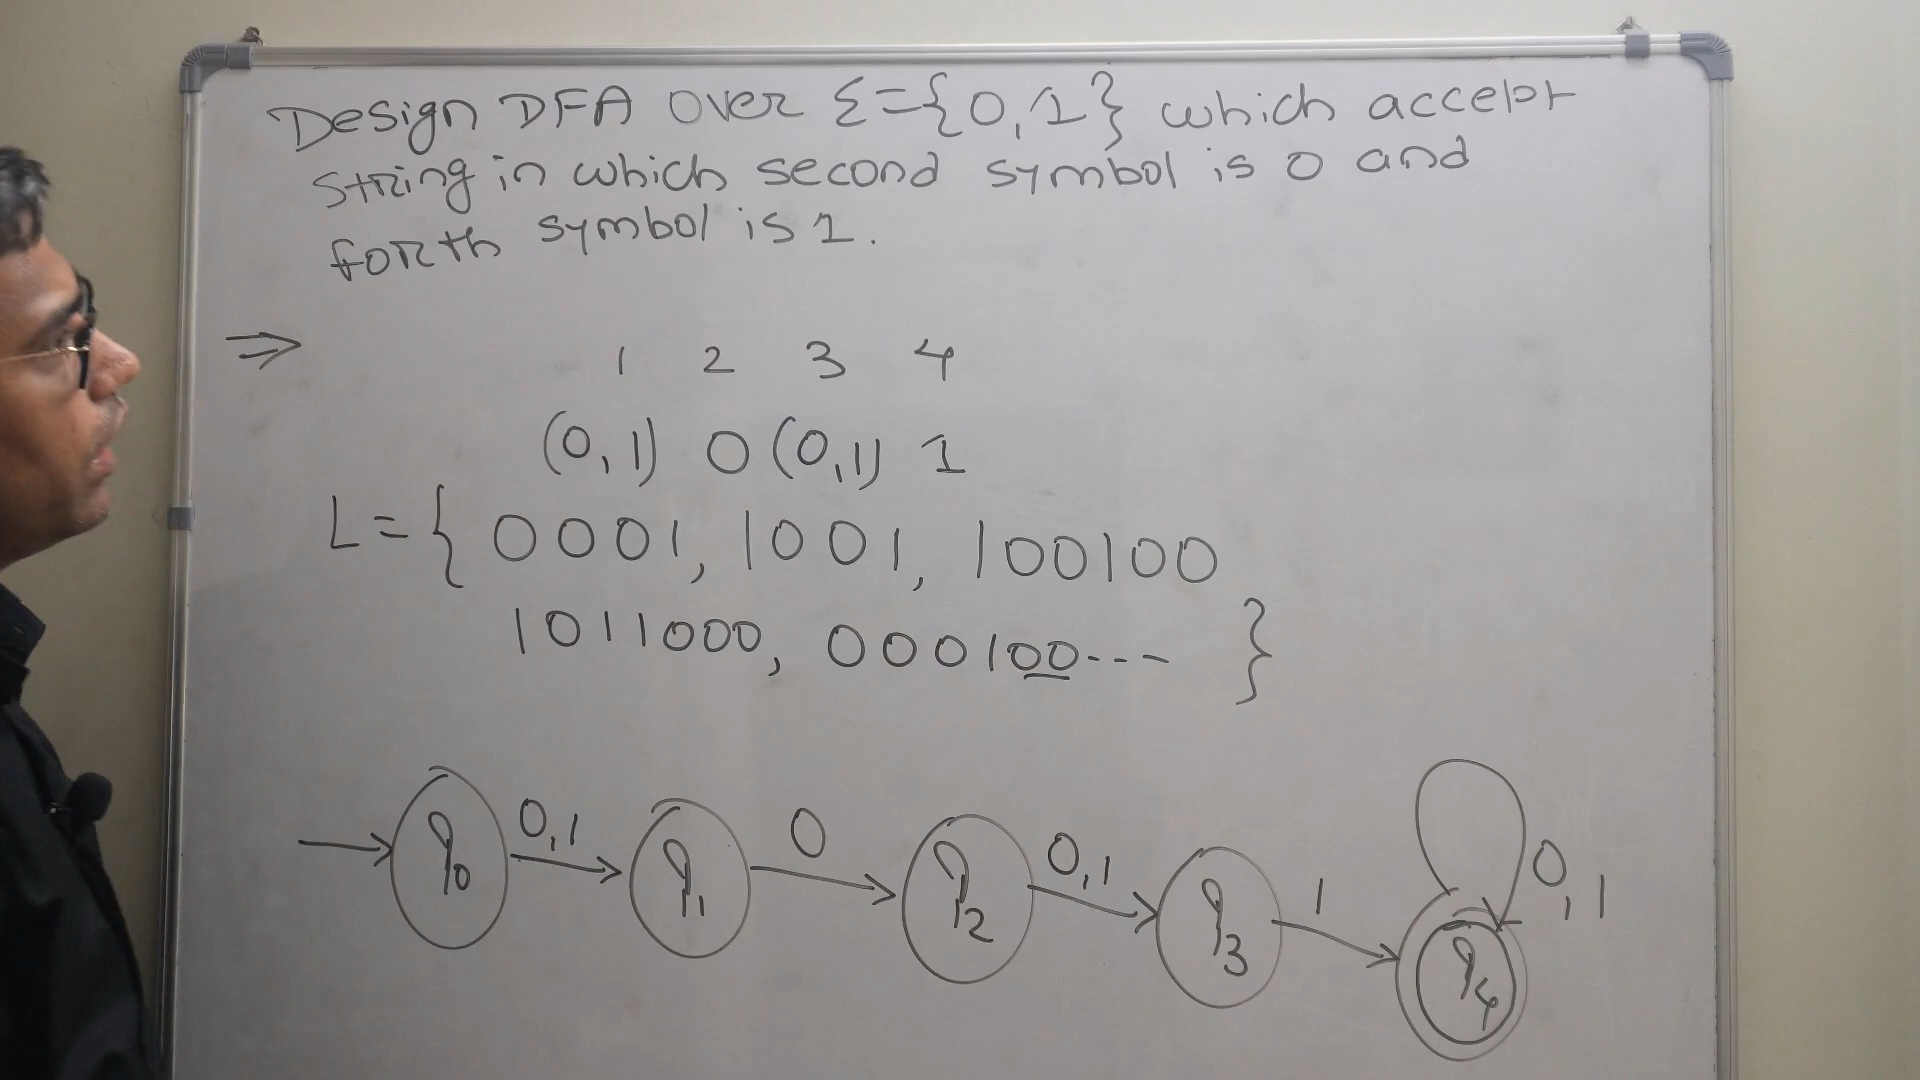 Design DFA over Σ={0,1} which accept
string in which second symbol is 0 and
forth symbol is 1.
⇒ 1 2 3 4
(0,1) 0 (0,1) 1
L={ 0001, 1001, 100100
1011000, 000100--- }
→ q0 0,1 → q1 0 → q2 0,1 → q3 1 → q4 0,1